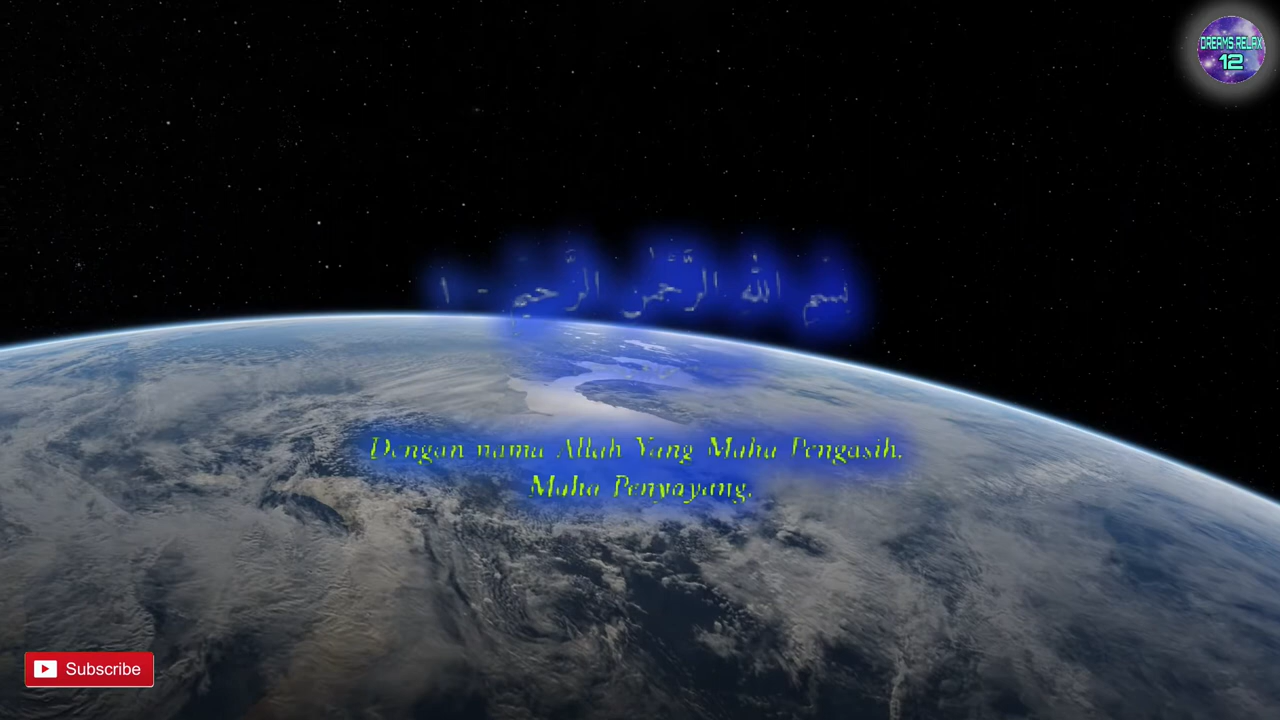 DREAMS RELAX
12
بِسْمِ اللّٰهِ الرَّحْمٰنِ الرَّحِيْمِ - ١
Dengan nama Allah Yang Maha Pengasih.
Maha Penyayang.
Subscribe